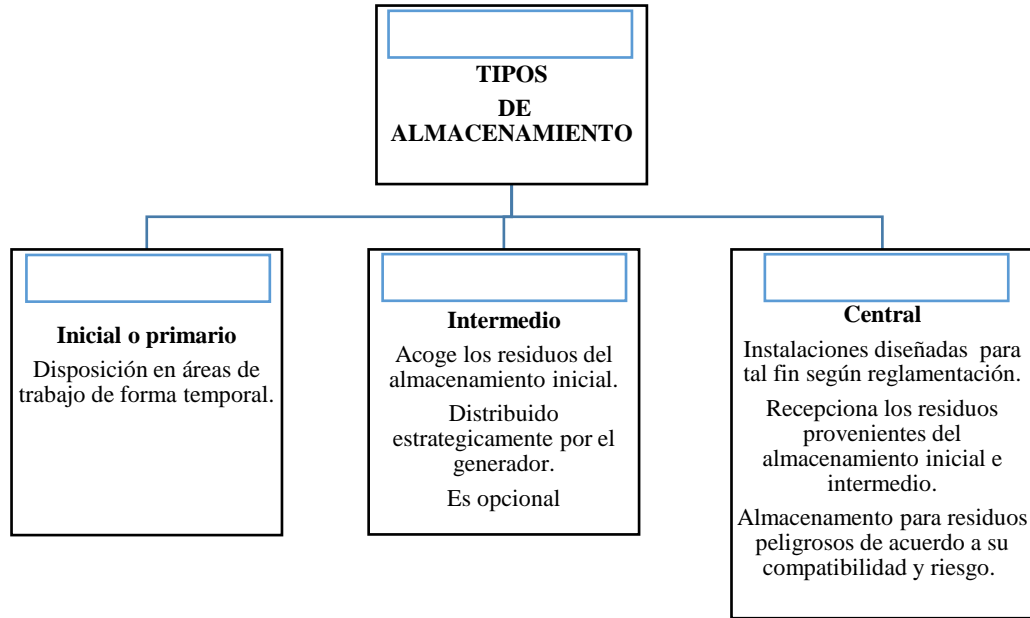 TIPOS
DE
ALMACENAMIENTO
Inicial o primario
Disposición en áreas de
trabajo de forma temporal.
Intermedio
Acoge los residuos del
almacenamiento inicial.
Distribuido
estrategicamente por el
generador.
Es opcional
Central
Instalaciones diseñadas para
tal fin según reglamentación.
Recepciona los residuos
provenientes del
almacenamiento inicial e
intermedio.
Almacenamento para residuos
peligrosos de acuerdo a su
compatibilidad y riesgo.